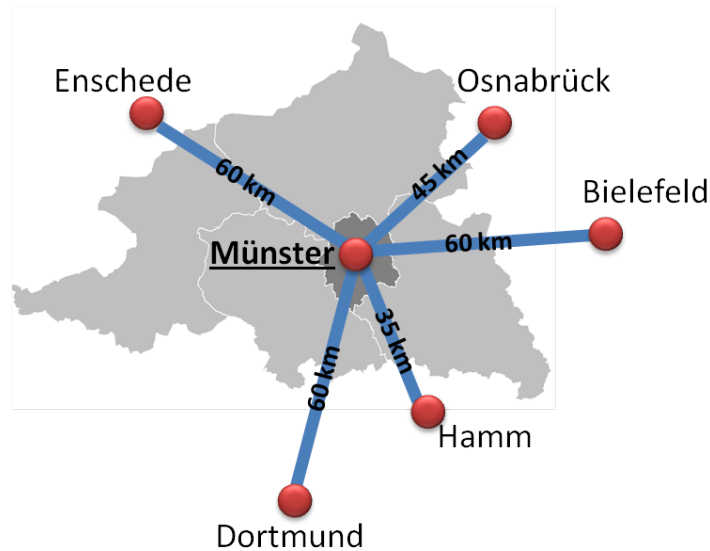 Enschede
Osnabrück
60 km
45 km
Bielefeld
Münster
60 km
35 km
60 km
Hamm
Dortmund